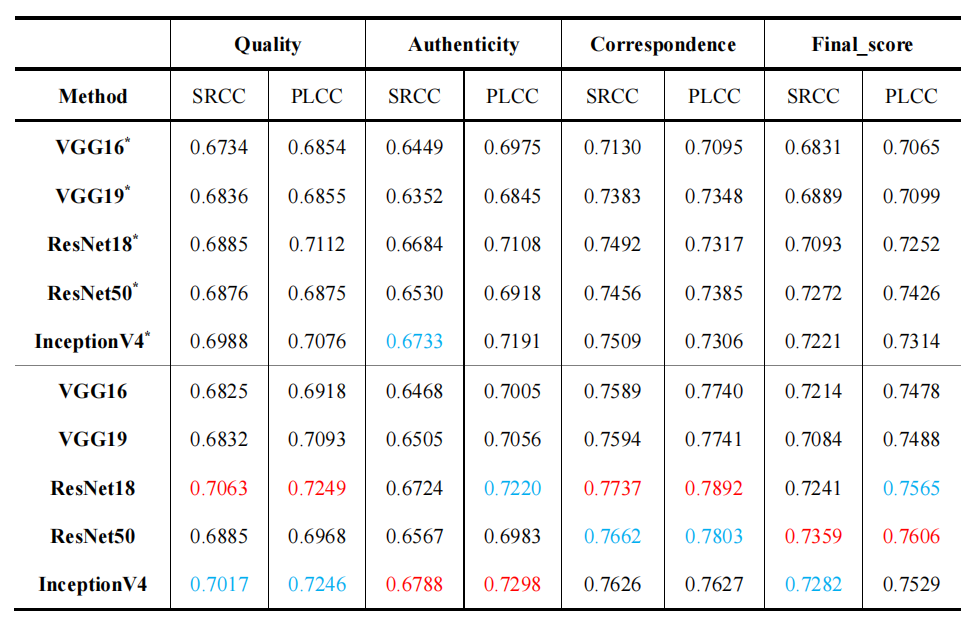 Quality Authenticity Correspondence Final_score
Method SRCC PLCC SRCC PLCC SRCC PLCC SRCC PLCC
VGG16* 0.6734 0.6854 0.6449 0.6975 0.7130 0.7095 0.6831 0.7065
VGG19* 0.6836 0.6855 0.6352 0.6845 0.7383 0.7348 0.6889 0.7099
ResNet18* 0.6885 0.7112 0.6684 0.7108 0.7492 0.7317 0.7093 0.7252
ResNet50* 0.6876 0.6875 0.6530 0.6918 0.7456 0.7385 0.7272 0.7426
InceptionV4* 0.6988 0.7076 0.6733 0.7191 0.7509 0.7306 0.7221 0.7314
VGG16 0.6825 0.6918 0.6468 0.7005 0.7589 0.7740 0.7214 0.7478
VGG19 0.6832 0.7093 0.6505 0.7056 0.7594 0.7741 0.7084 0.7488
ResNet18 0.7063 0.7249 0.6724 0.7220 0.7737 0.7892 0.7241 0.7565
ResNet50 0.6885 0.6968 0.6567 0.6983 0.7662 0.7803 0.7359 0.7606
InceptionV4 0.7017 0.7246 0.6788 0.7298 0.7626 0.7627 0.7282 0.7529